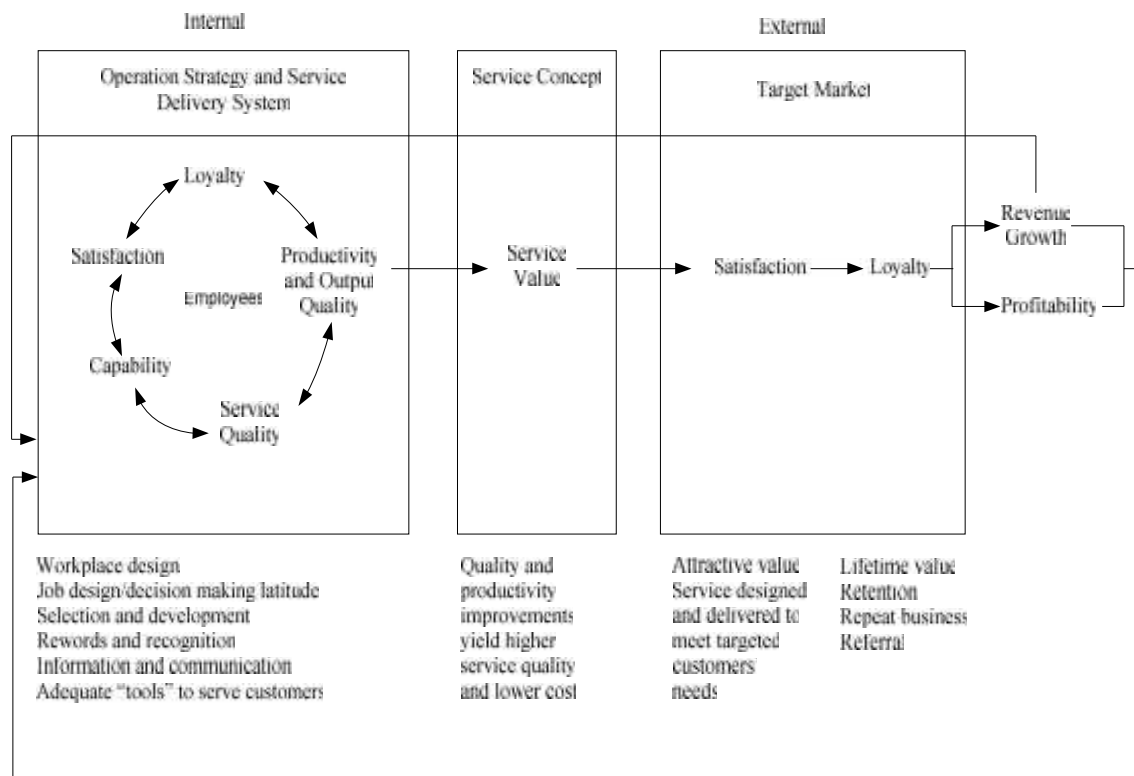 Internal
External
Operation Strategy and Service
Delivery System
Service Concept
Target Market
Loyalty
Satisfaction
Productivity
and Output
Quality
Employees
Capability
Service
Quality
Service
Value
Satisfaction
Loyalty
Revenue
Growth
Profitability
Workplace design
Job design/decision making latitude
Selection and development
Rewords and recognition
Information and communication
Adequate “tools” to serve customers
Quality and
productivity
improvements
yield higher
service quality
and lower cost
Attractive value
Service designed
and delivered to
meet targeted
customers
needs
Lifetime value
Retention
Repeat business
Referral